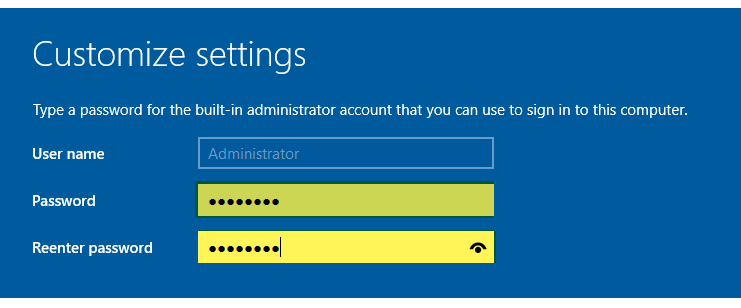 Customize settings
Type a password for the built-in administrator account that you can use to sign in to this computer.
User name
Administrator
Password
●●●●●●●●
Reenter password
●●●●●●●●